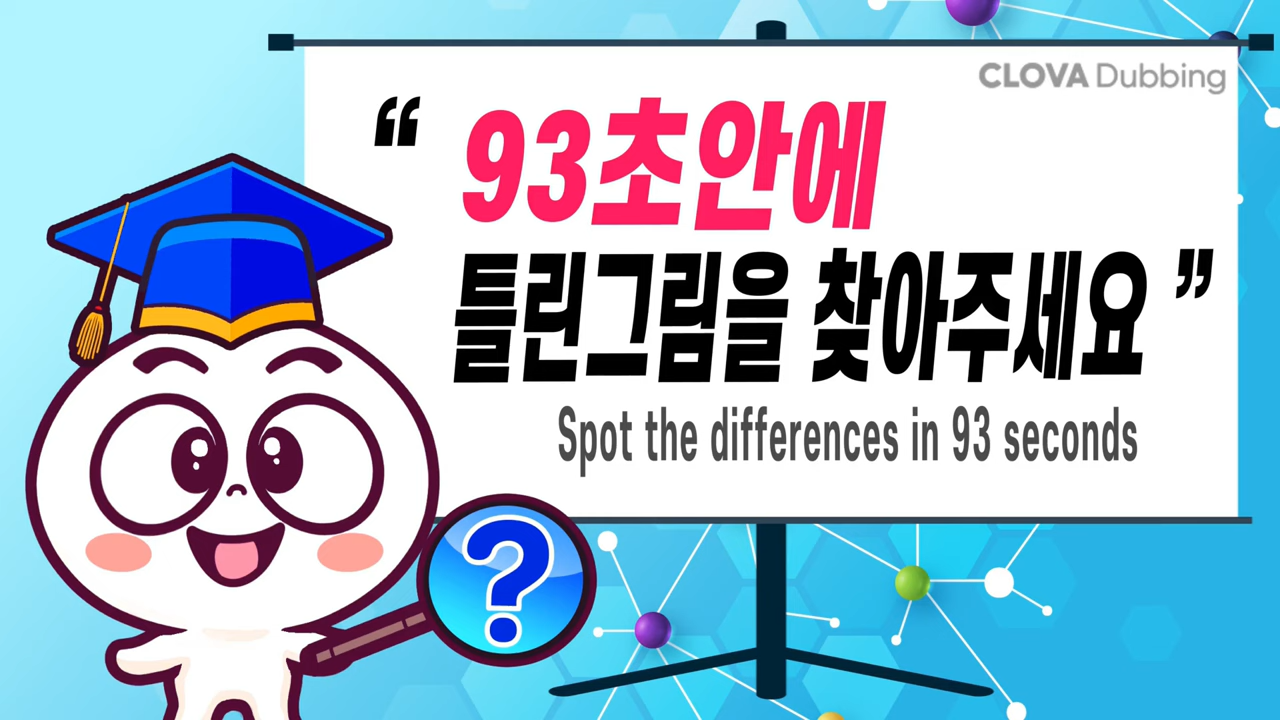 CLOVA Dubbing
“ 93초안에
틀린그림을 찾아주세요 ”
Spot the differences in 93 seconds
?